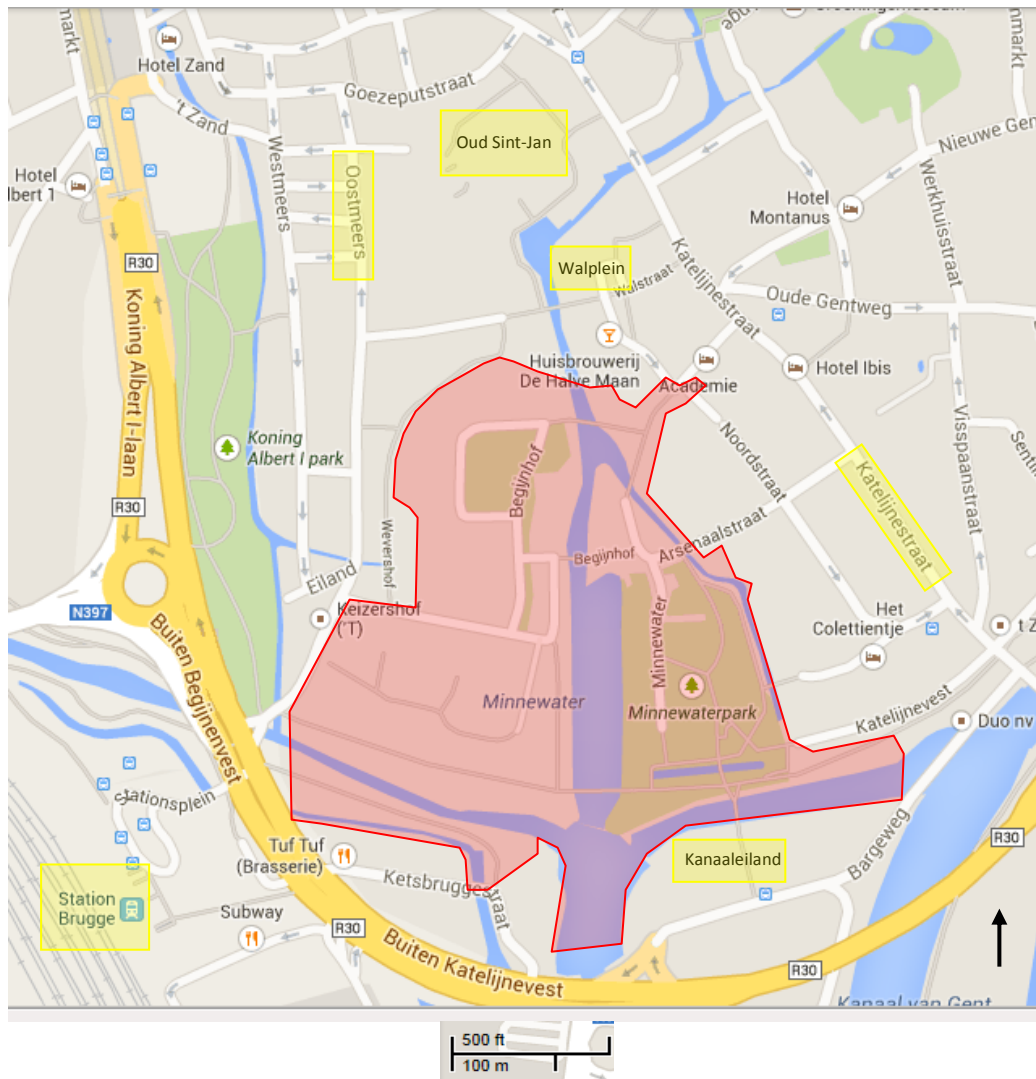 markt
Hotel Zand
Goezeputstraat
't Zand
Oud Sint-Jan
Nieuwe Gen
nmarkt
Hotel
lbert 1
Westmeers
Oostmeers
Hotel
Montanus
Werkhuisstraat
R30
Walplein
Walstraat
Katelijnestraat
Oude Gentweg
Koning Albert I-laan
Huisbrouwerij
De Halve Maan
Academie
Hotel Ibis
Koning
Albert I park
Begijnhof
Noordstraat
Visspaanstraat
Senti
Katelijnestraat
R30
Wevershof
Arsenaalstraat
Begijnhof
Eiland
N397
Keizershof
('T)
Het
Colettientje
t Z
Buiten Begijnenvest
Minnewater
Minnewater
Minnewaterpark
Katelijnevest
Duo nv
Stationsplein
Tuf Tuf
(Brasserie)
Ketsbruggestraat
Kanaaleiland
Bargeweg
R30
Station
Brugge
Subway
R30
Buiten Katelijnevest
R30
Kanaal van Gent
500 ft
100 m